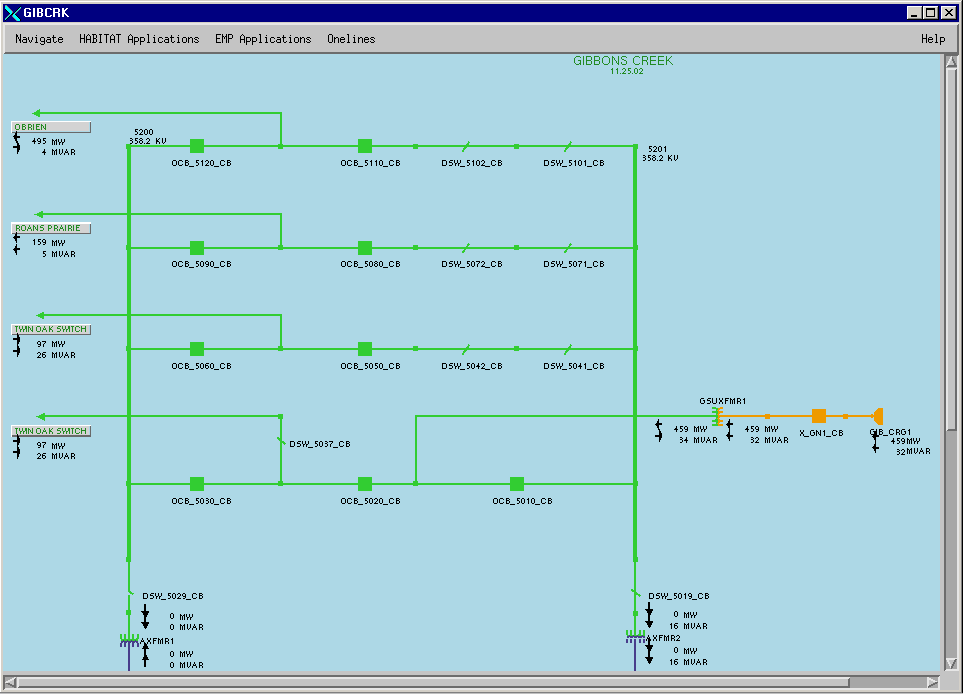 GIBCRK
Navigate HABITAT Applications EMP Applications Onelines Help
GIBBONS CREEK
11.25.02
OBRIEN
495 MW
4 MVAR
5200
358.2 KV
OCB_5120_CB OCB_5110_CB DSW_5102_CB DSW_5101_CB
5201
358.2 KV
ROANS PRAIRIE
159 MW
5 MVAR
OCB_5090_CB OCB_5080_CB DSW_5072_CB DSW_5071_CB
TWIN OAK SWITCH
97 MW
26 MVAR
OCB_5060_CB OCB_5050_CB DSW_5042_CB DSW_5041_CB
GSUXFMR1
459 MW
34 MVAR
459 MW
32 MVAR
X_GN1_CB
GIB_CRG1
459MW
32MVAR
TWIN OAK SWITCH
97 MW
26 MVAR
DSW_5037_CB
OCB_5030_CB OCB_5020_CB OCB_5010_CB
DSW_5029_CB
0 MW
0 MVAR
AXFMR1
0 MW
0 MVAR
DSW_5019_CB
0 MW
16 MVAR
AXFMR2
0 MW
16 MVAR